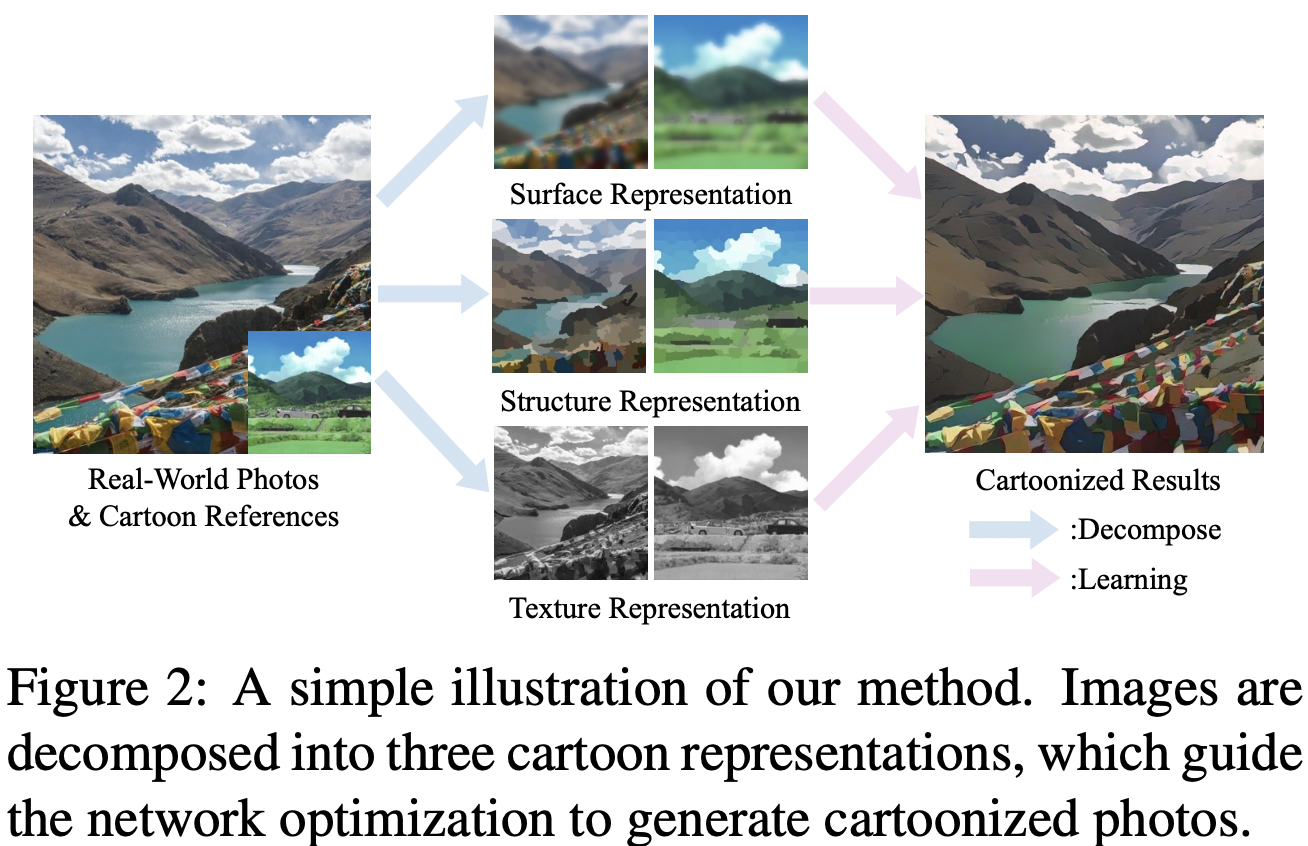 Surface Representation
Structure Representation
Texture Representation
Real-World Photos
& Cartoon References
Cartoonized Results
:Decompose
:Learning
Figure 2: A simple illustration of our method. Images are
decomposed into three cartoon representations, which guide
the network optimization to generate cartoonized photos.